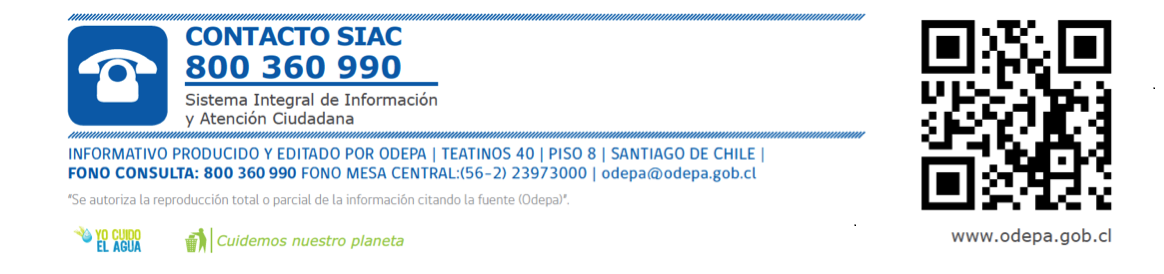 CONTACTO SIAC
800 360 990
Sistema Integral de Información
y Atención Ciudadana
INFORMATIVO PRODUCIDO Y EDITADO POR ODEPA | TEATINOS 40 | PISO 8 | SANTIAGO DE CHILE |
FONO CONSULTA: 800 360 990 FONO MESA CENTRAL:(56-2) 23973000 | odepa@odepa.gob.cl
"Se autoriza la reproducción total o parcial de la información citando la fuente (Odepa)".
YO CUIDO
EL AGUA
Cuidemos nuestro planeta
www.odepa.gob.cl